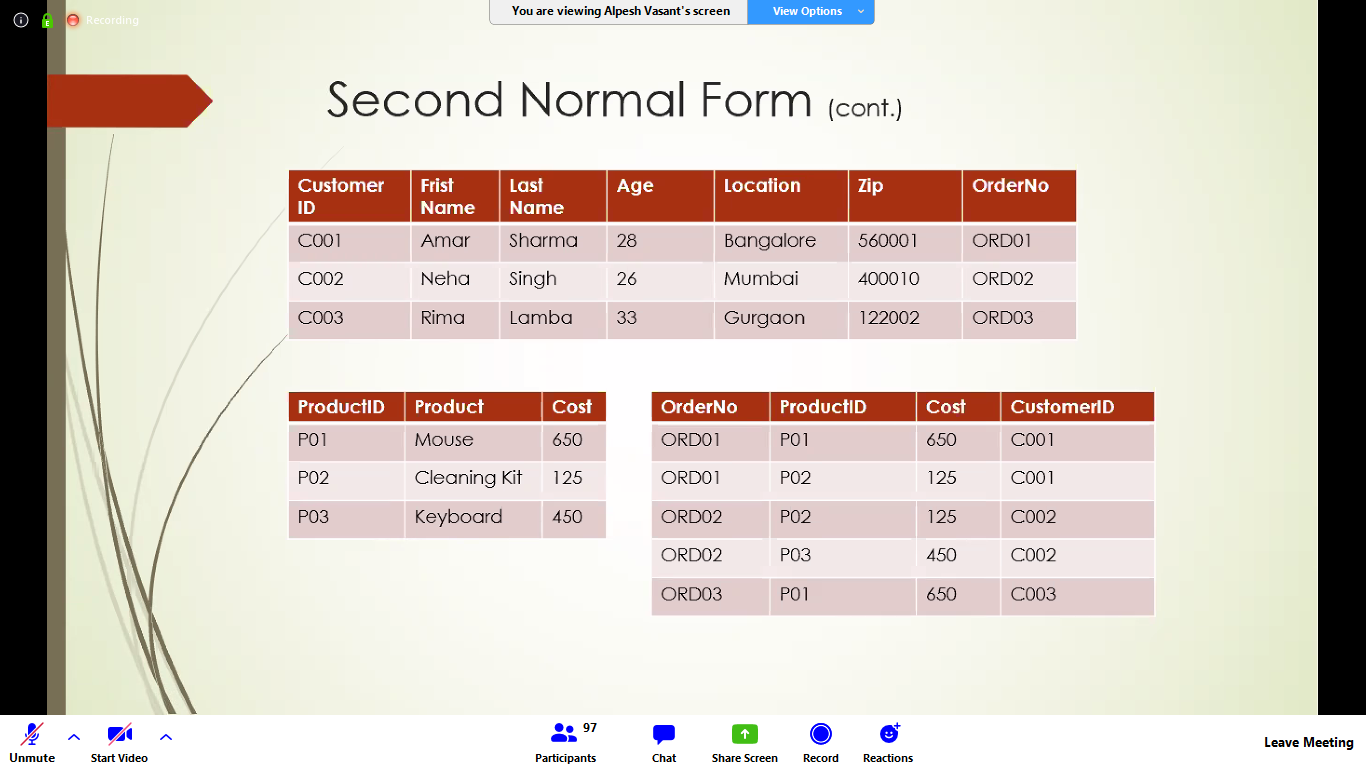 You are viewing Alpesh Vasant's screen View Options
E Recording
Second Normal Form (cont.)
Customer ID Frist Name Last Name Age Location Zip OrderNo
C001 Amar Sharma 28 Bangalore 560001 ORD01
C002 Neha Singh 26 Mumbai 400010 ORD02
C003 Rima Lamba 33 Gurgaon 122002 ORD03
ProductID Product Cost
P01 Mouse 650
P02 Cleaning Kit 125
P03 Keyboard 450
OrderNo ProductID Cost CustomerID
ORD01 P01 650 C001
ORD01 P02 125 C001
ORD02 P02 125 C002
ORD02 P03 450 C002
ORD03 P01 650 C003
Unmute Start Video Participants 97 Chat Share Screen Record Reactions Leave Meeting